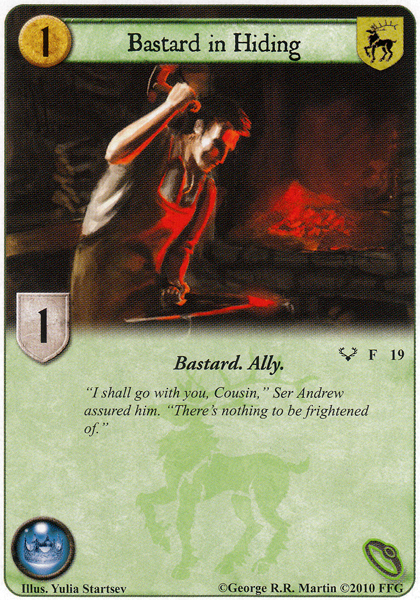 1
Bastard in Hiding
1
F 19
Bastard. Ally.
“I shall go with you, Cousin,” Ser Andrew
assured him. “There’s nothing to be frightened
of.”
Illus. Yulia Startsev
©George R.R. Martin ©2010 FFG